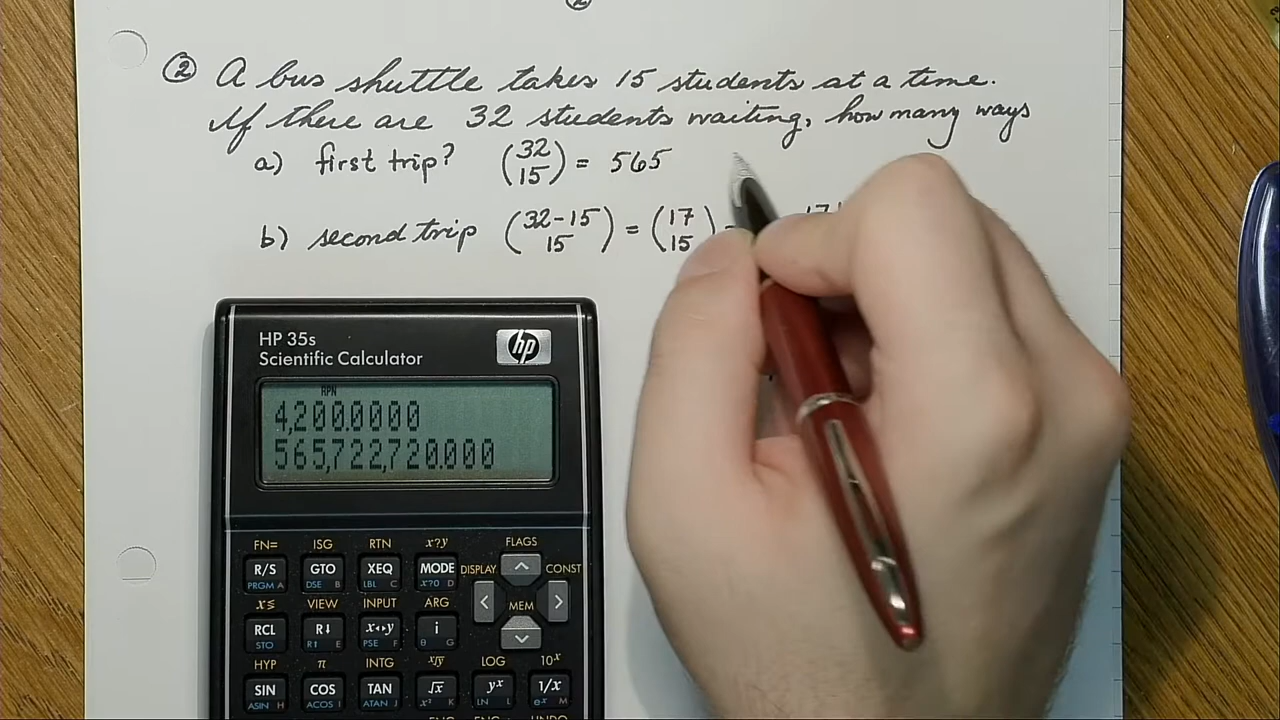 ② A bus shuttle takes 15 students at a time.
If there are 32 students waiting, how many ways
a) first trip? (32 15) = 565
b) second trip (32-15 15) = (17 15) =
HP 35s
Scientific Calculator
hp
RPN
4,200.0000
565,722,720.000
FN= ISG RTN x?y FLAGS
R/S GTO XEQ MODE DISPLAY CONST
PRGM A DSE B LBL C x?0 D
x≶ VIEW INPUT ARG MEM
RCL R↓ x↔y i
STO R↑ E PSE F θ G
HYP π INTG x√y LOG 10ˣ
SIN COS TAN √x yˣ 1/x
ASIN H ACOS I ATAN J x² K LN L eˣ M